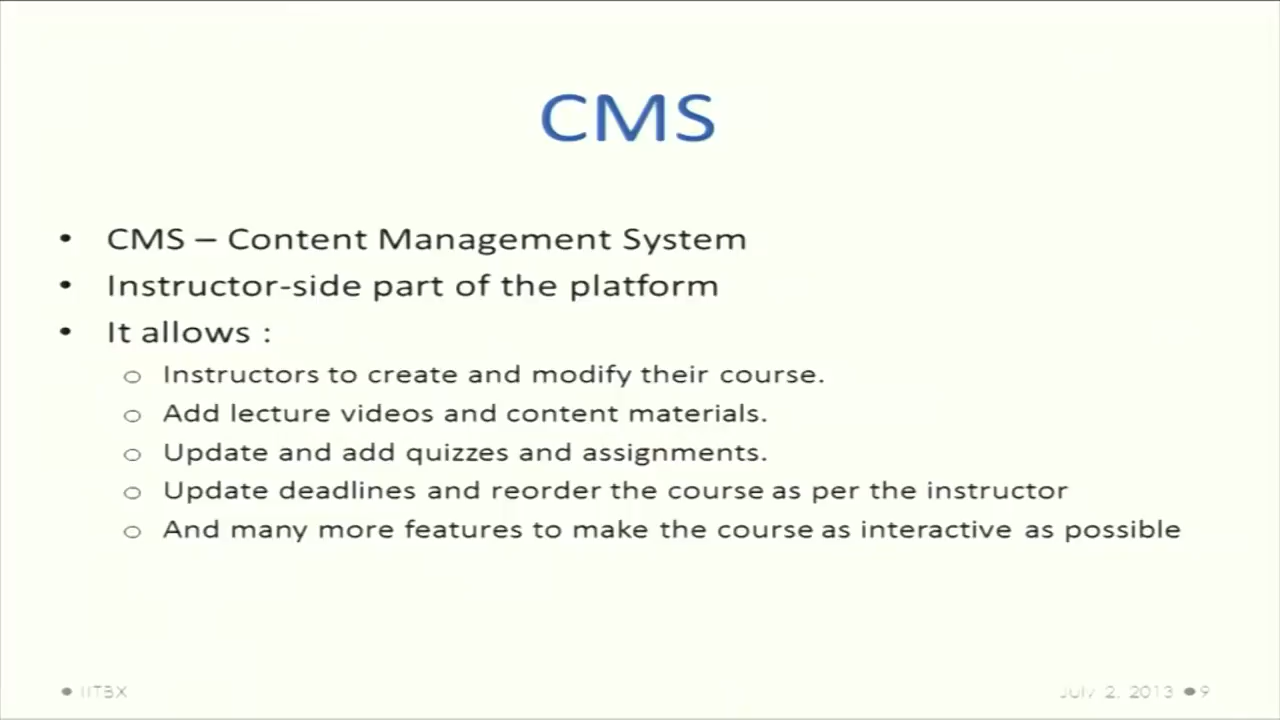 CMS
• CMS – Content Management System
• Instructor-side part of the platform
• It allows :
○ Instructors to create and modify their course.
○ Add lecture videos and content materials.
○ Update and add quizzes and assignments.
○ Update deadlines and reorder the course as per the instructor
○ And many more features to make the course as interactive as possible
● IITBX
July 2, 2013 ● 9